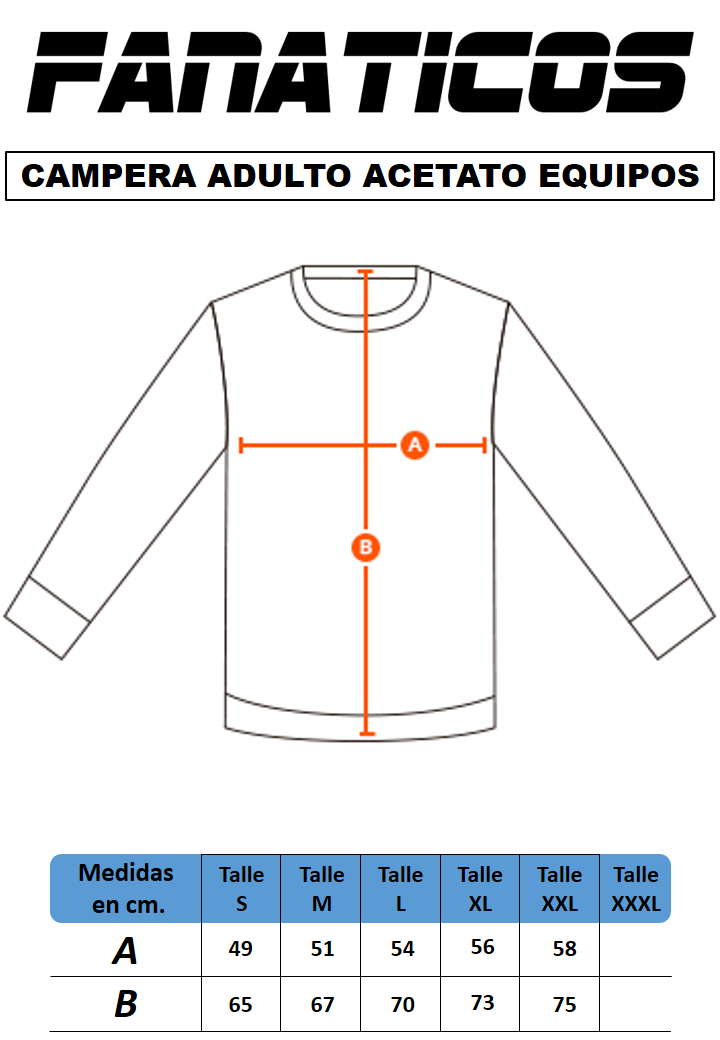 FANATICOS
CAMPERA ADULTO ACETATO EQUIPOS
A
B
Medidas en cm. Talle S Talle M Talle L Talle XL Talle XXL Talle XXXL
A 49 51 54 56 58
B 65 67 70 73 75